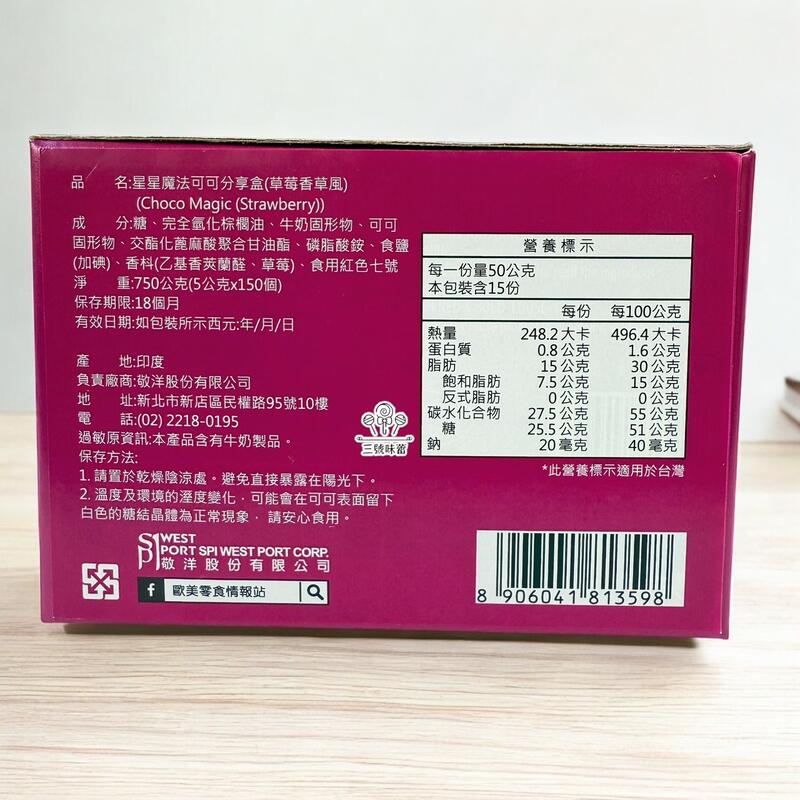 品　　名:星星魔法可可分享盒(草莓香草風)
(Choco Magic (Strawberry))
成　　分:糖、完全氫化棕櫚油、牛奶固形物、可可
固形物、交酯化蓖麻酸聚合甘油酯、磷脂酸銨、食鹽
(加碘)、香料(乙基香莢蘭醛、草莓)、食用紅色七號
淨　　重:750公克(5公克x150個)
保存期限:18個月
有效日期:如包裝所示西元:年/月/日
產　　地:印度
負責廠商:敬洋股份有限公司
地　　址:新北市新店區民權路95號10樓
電　　話:(02) 2218-0195
過敏原資訊:本產品含有牛奶製品。
保存方法:
1. 請置於乾燥陰涼處。避免直接暴露在陽光下。
2. 溫度及環境的溼度變化，可能會在可可表面留下
白色的糖結晶體為正常現象，請安心食用。
WEST
PORT SPI WEST PORT CORP.
敬洋股份有限公司
f 歐美零食情報站
三號味蕾
營養標示
每一份量50公克
本包裝含15份
每份 每100公克
熱量 248.2 大卡 496.4 大卡
蛋白質 0.8 公克 1.6 公克
脂肪 15 公克 30 公克
飽和脂肪 7.5 公克 15 公克
反式脂肪 0 公克 0 公克
碳水化合物 27.5 公克 55 公克
糖 25.5 公克 51 公克
鈉 20 毫克 40 毫克
*此營養標示適用於台灣
8 906041 813598